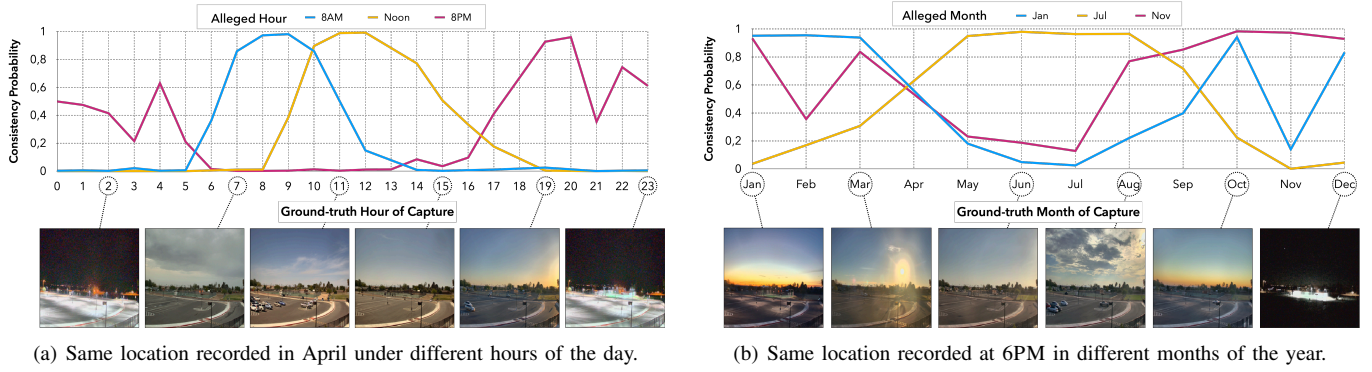 Alleged Hour 8AM Noon 8PM
Consistency Probability
1
0,8
0,6
0,4
0,2
0
0 1 2 3 4 5 6 7 8 9 10 11 12 13 14 15 16 17 18 19 20 21 22 23
Ground-truth Hour of Capture
(a) Same location recorded in April under different hours of the day.
Alleged Month Jan Jul Nov
Consistency Probability
1
0,8
0,6
0,4
0,2
0
Jan Feb Mar Apr May Jun Jul Aug Sep Oct Nov Dec
Ground-truth Month of Capture
(b) Same location recorded at 6PM in different months of the year.